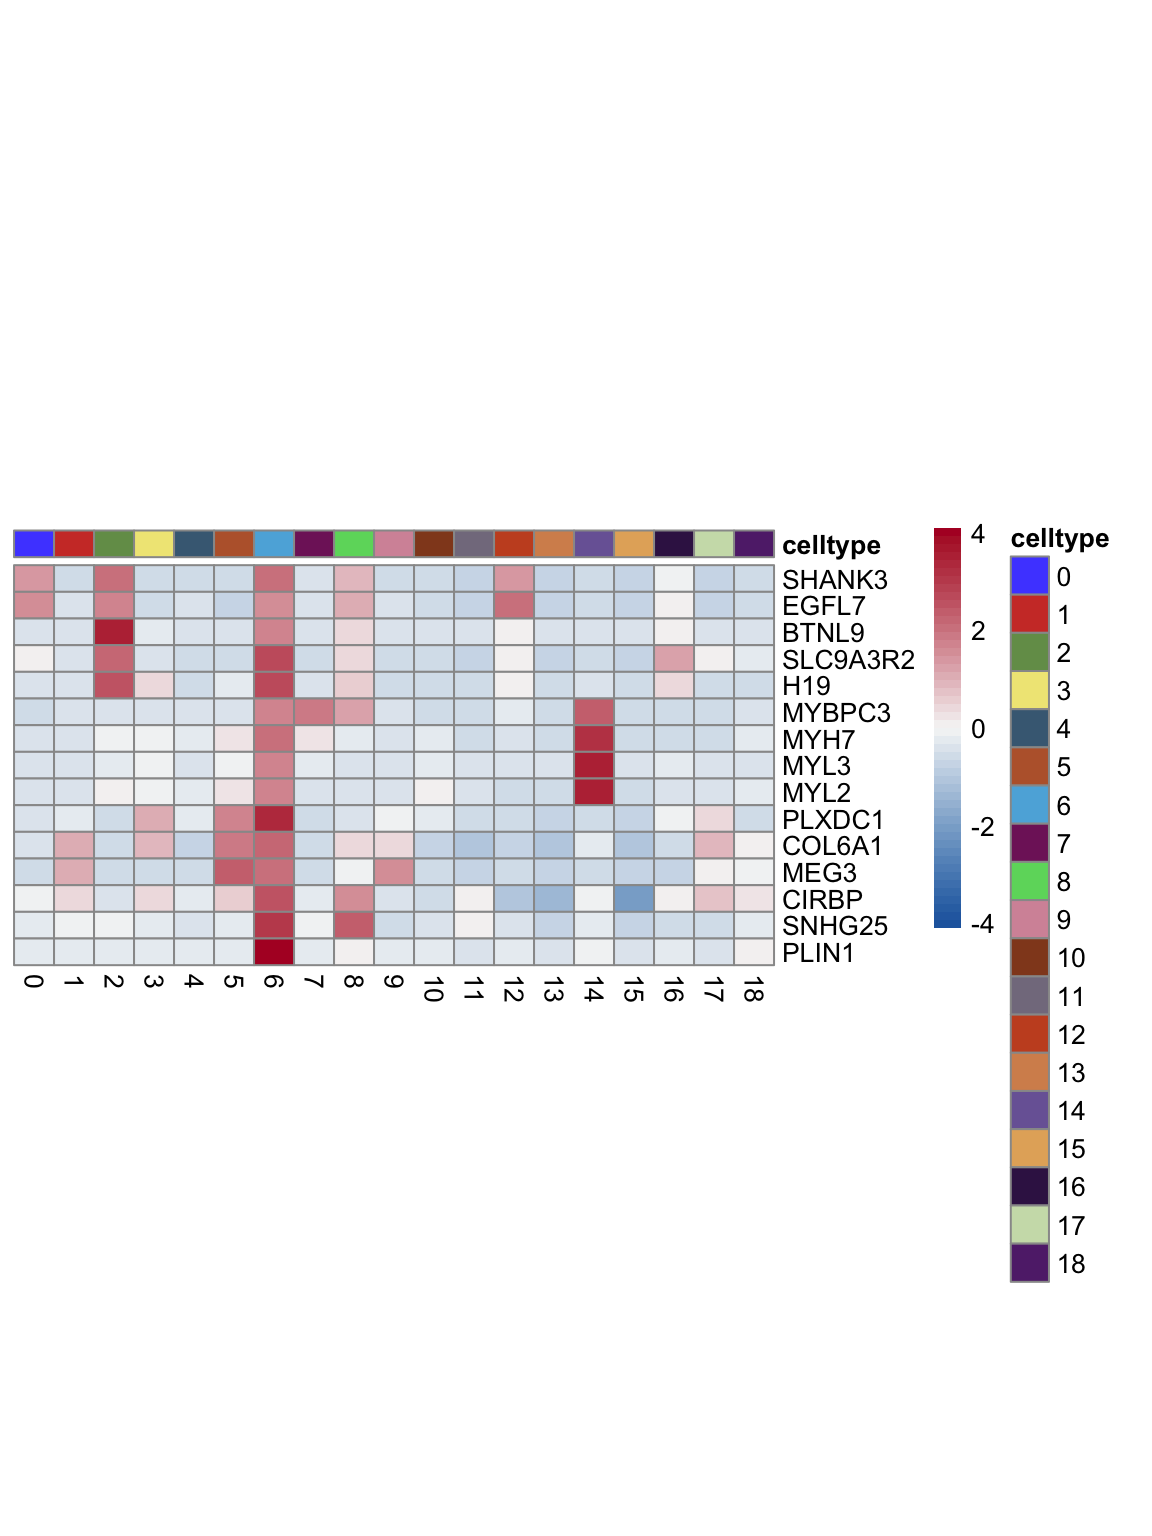 celltype
SHANK3
EGFL7
BTNL9
SLC9A3R2
H19
MYBPC3
MYH7
MYL3
MYL2
PLXDC1
COL6A1
MEG3
CIRBP
SNHG25
PLIN1
0 1 2 3 4 5 6 7 8 9 10 11 12 13 14 15 16 17 18
4
2
0
-2
-4
celltype
0
1
2
3
4
5
6
7
8
9
10
11
12
13
14
15
16
17
18